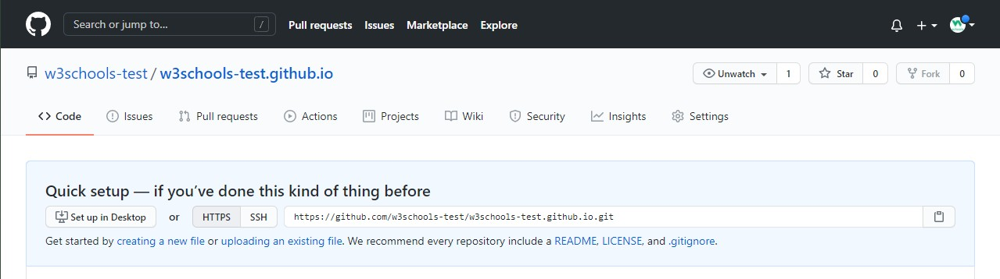 Search or jump to... / Pull requests Issues Marketplace Explore
w3schools-test / w3schools-test.github.io Unwatch 1 Star 0 Fork 0
Code Issues Pull requests Actions Projects Wiki Security Insights Settings
Quick setup — if you’ve done this kind of thing before
Set up in Desktop or HTTPS SSH https://github.com/w3schools-test/w3schools-test.github.io.git
Get started by creating a new file or uploading an existing file. We recommend every repository include a README, LICENSE, and .gitignore.